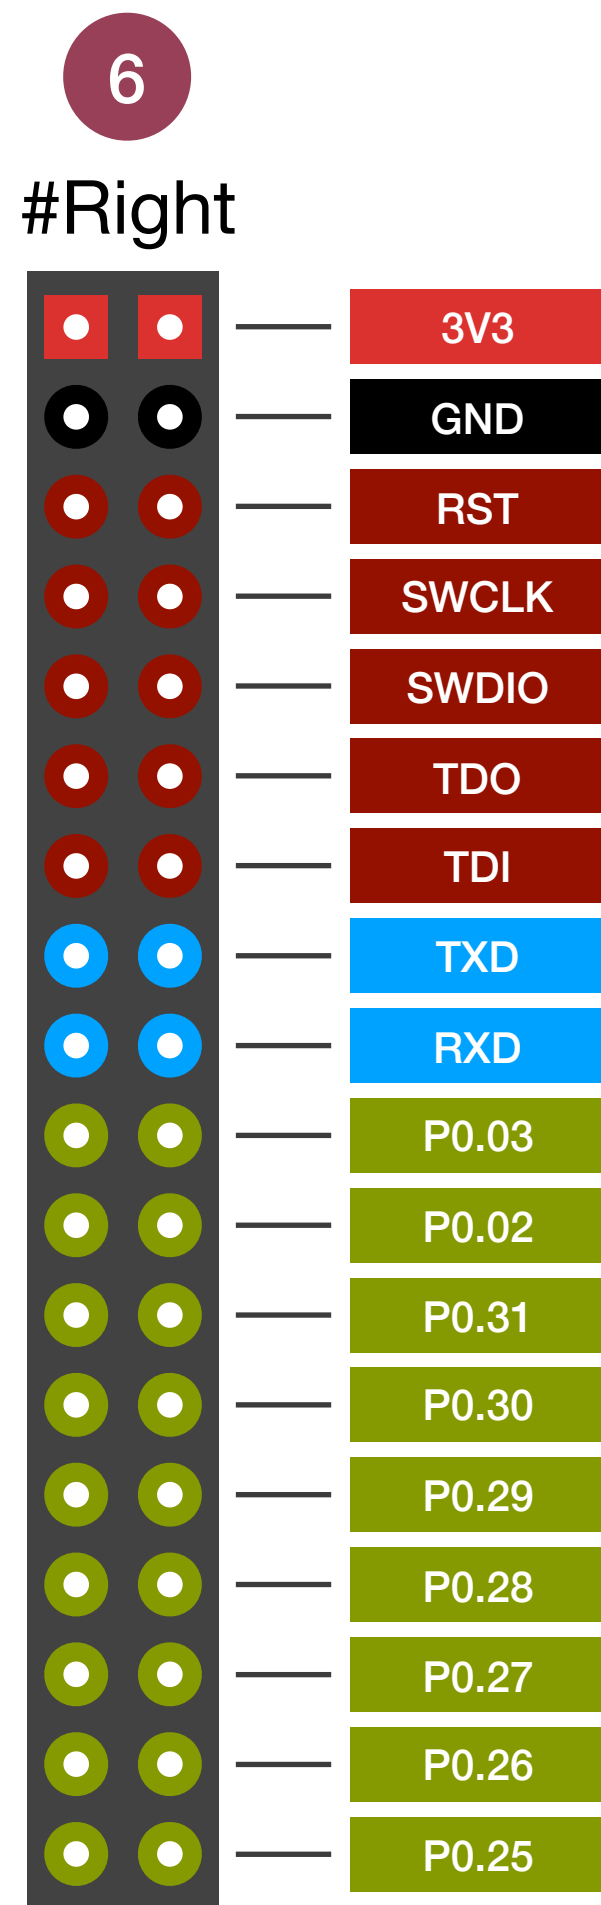 6
#Right
3V3
GND
RST
SWCLK
SWDIO
TDO
TDI
TXD
RXD
P0.03
P0.02
P0.31
P0.30
P0.29
P0.28
P0.27
P0.26
P0.25